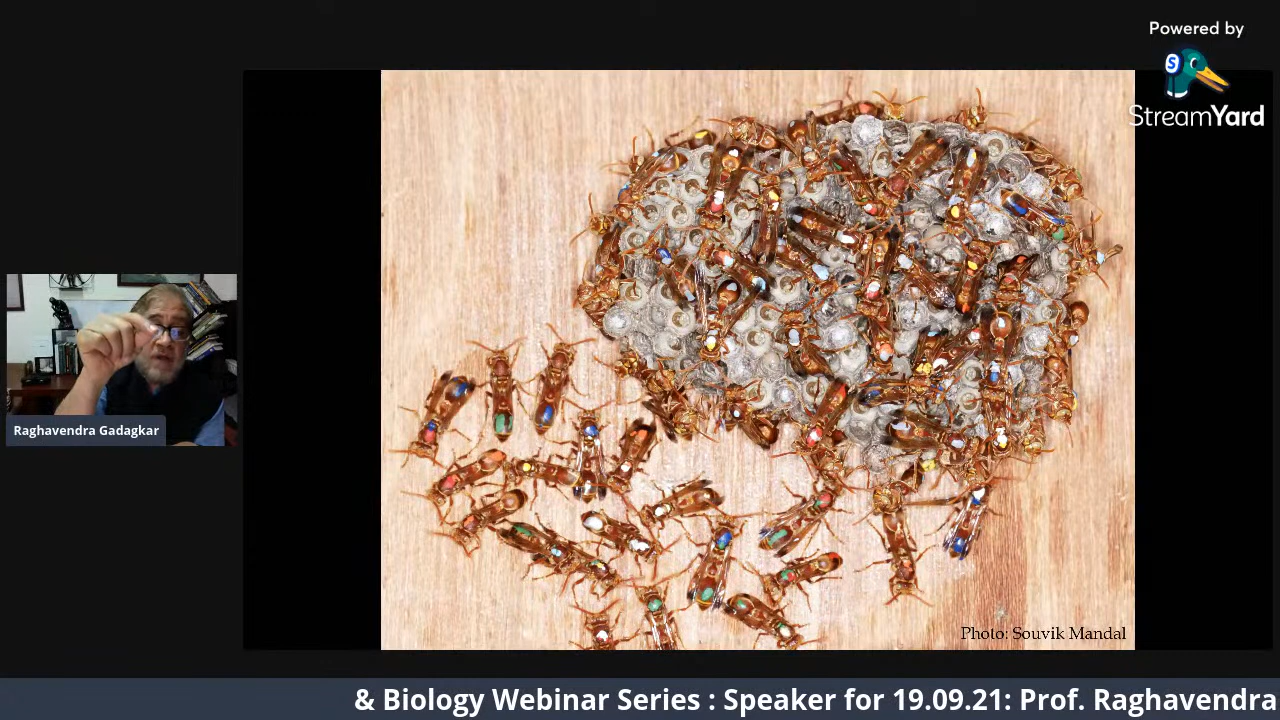 Powered by
StreamYard
Raghavendra Gadagkar
Photo: Souvik Mandal
& Biology Webinar Series : Speaker for 19.09.21: Prof. Raghavendra